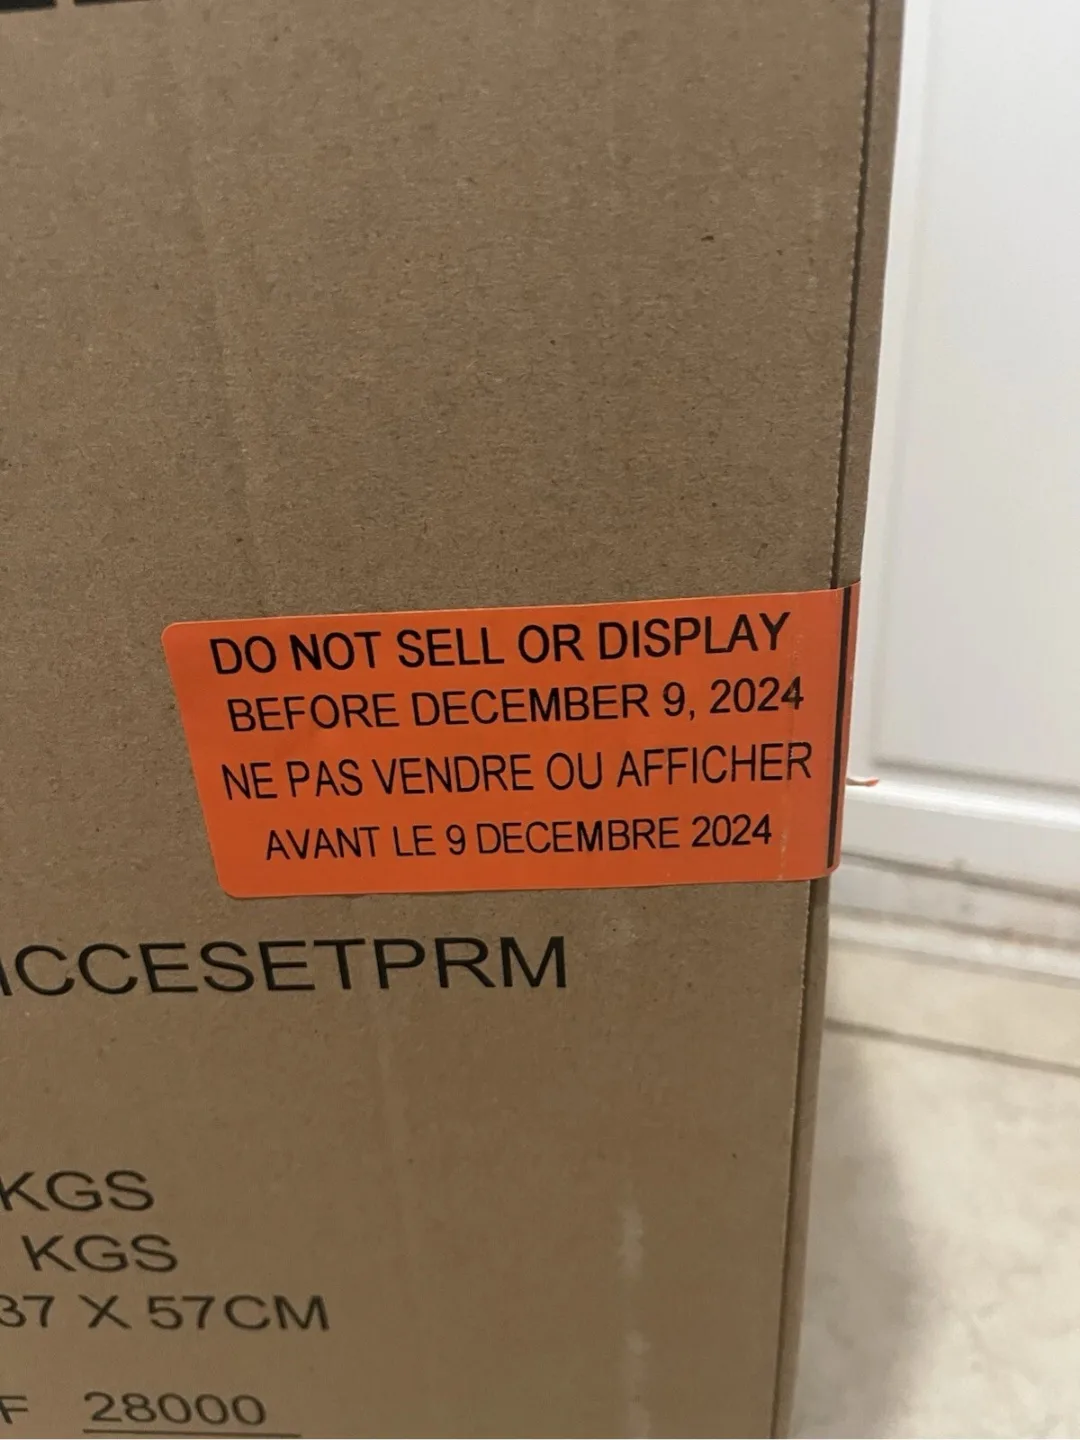 DO NOT SELL OR DISPLAY
BEFORE DECEMBER 9, 2024
NE PAS VENDRE OU AFFICHER
AVANT LE 9 DECEMBRE 2024
ICCESETPRM
KGS
KGS
37 X 57CM
F 28000